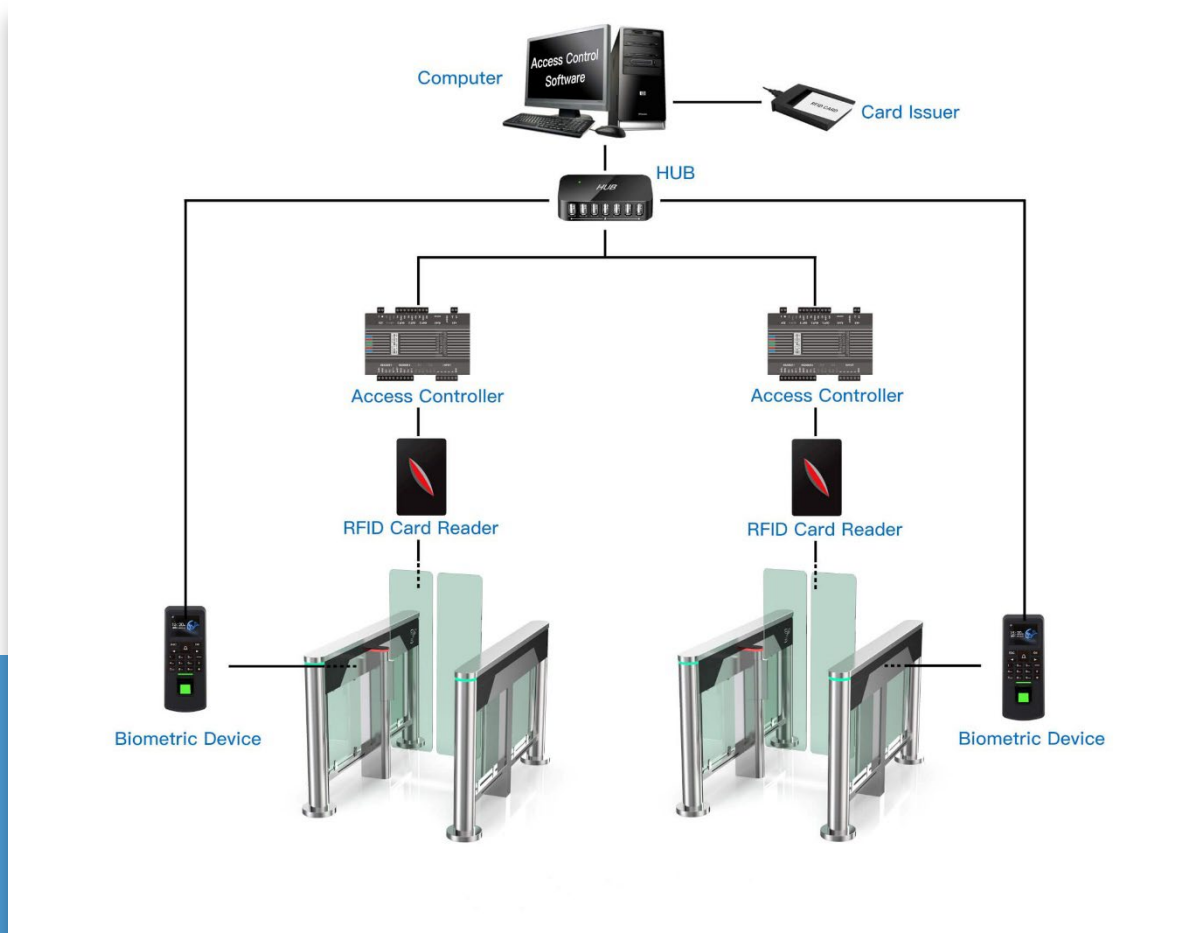 Access Control
Software
Computer
RFID CARD
Card Issuer
HUB
HUB
Access Controller
Access Controller
RFID Card Reader
RFID Card Reader
Biometric Device
Biometric Device